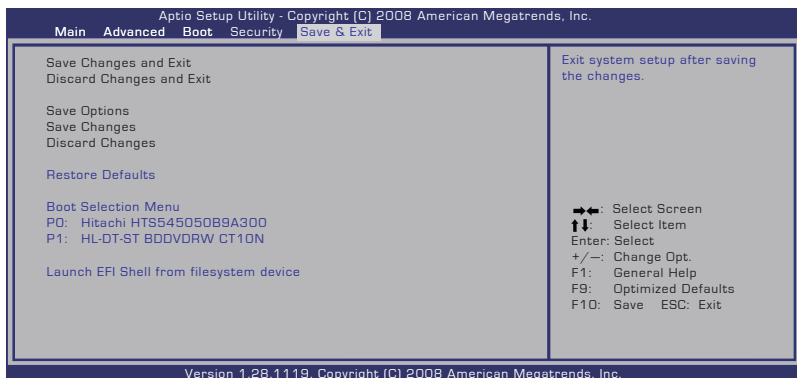 Aptio Setup Utility - Copyright (C) 2008 American Megatrends, Inc.
Main Advanced Boot Security Save & Exit
Save Changes and Exit
Discard Changes and Exit
Save Options
Save Changes
Discard Changes
Restore Defaults
Boot Selection Menu
P0: Hitachi HTS545050B9A300
P1: HL-DT-ST BDDVDRW CT10N
Launch EFI Shell from filesystem device
Exit system setup after saving
the changes.
→←: Select Screen
↑↓: Select Item
Enter: Select
+/—: Change Opt.
F1: General Help
F9: Optimized Defaults
F10: Save ESC: Exit
Version 1.28.1119. Copyright (C) 2008 American Megatrends, Inc.